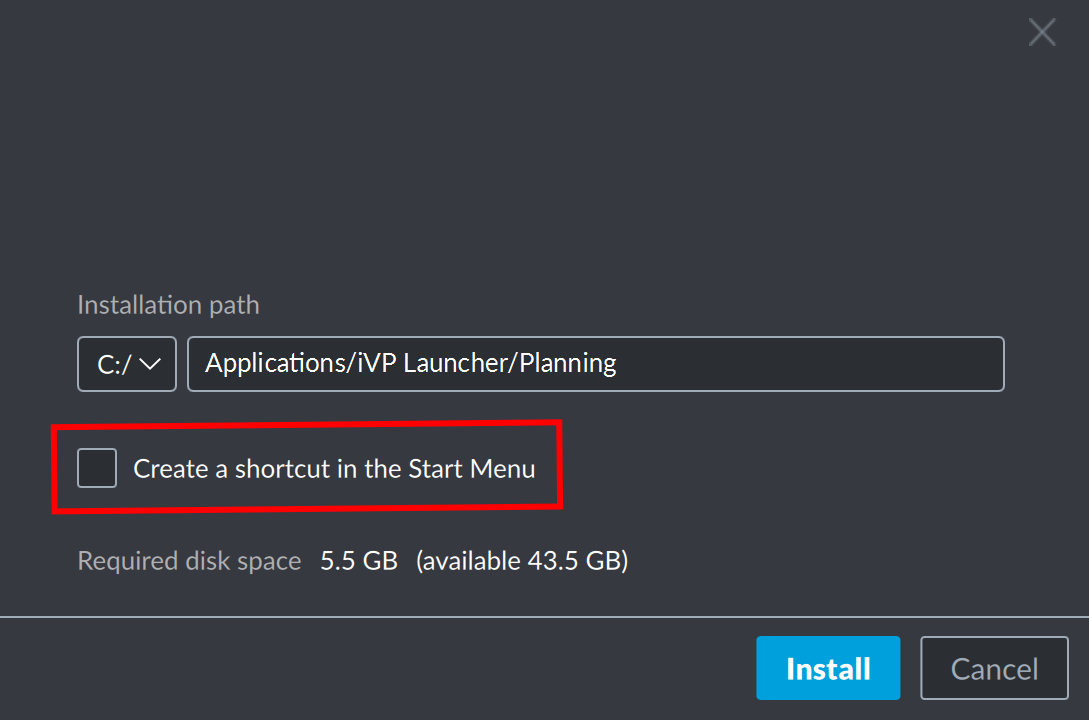 Installation path
C:/ Applications/iVP Launcher/Planning
Create a shortcut in the Start Menu
Required disk space 5.5 GB (available 43.5 GB)
Install Cancel